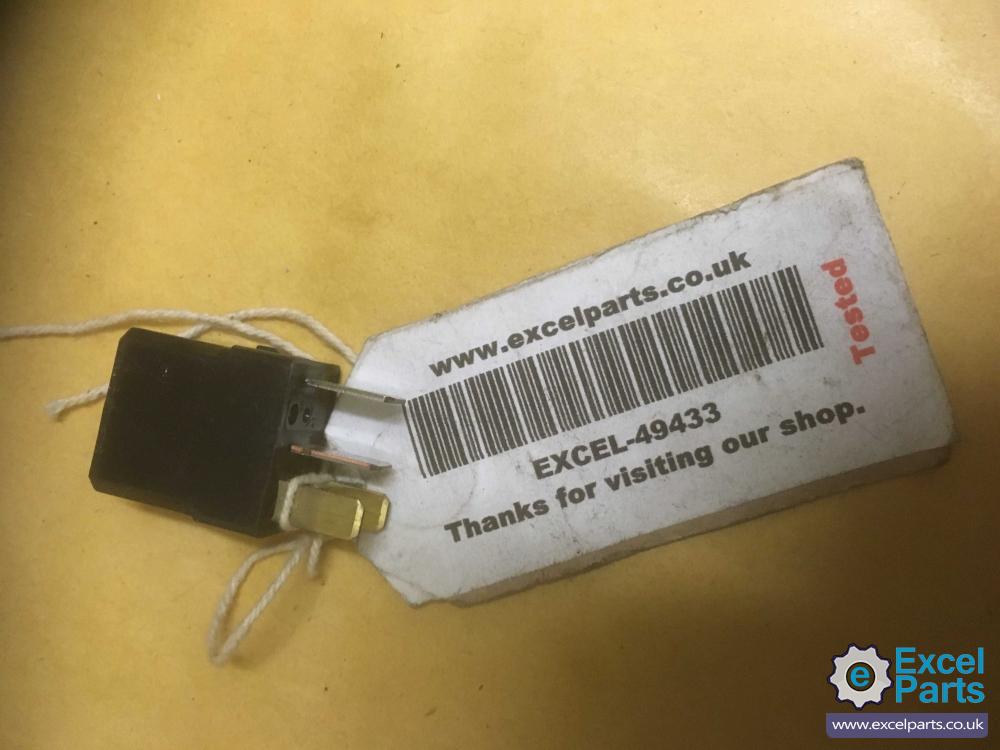 www.excelparts.co.uk
EXCEL-49433
Thanks for visiting our shop.
Tested
e
Excel
Parts
www.excelparts.co.uk